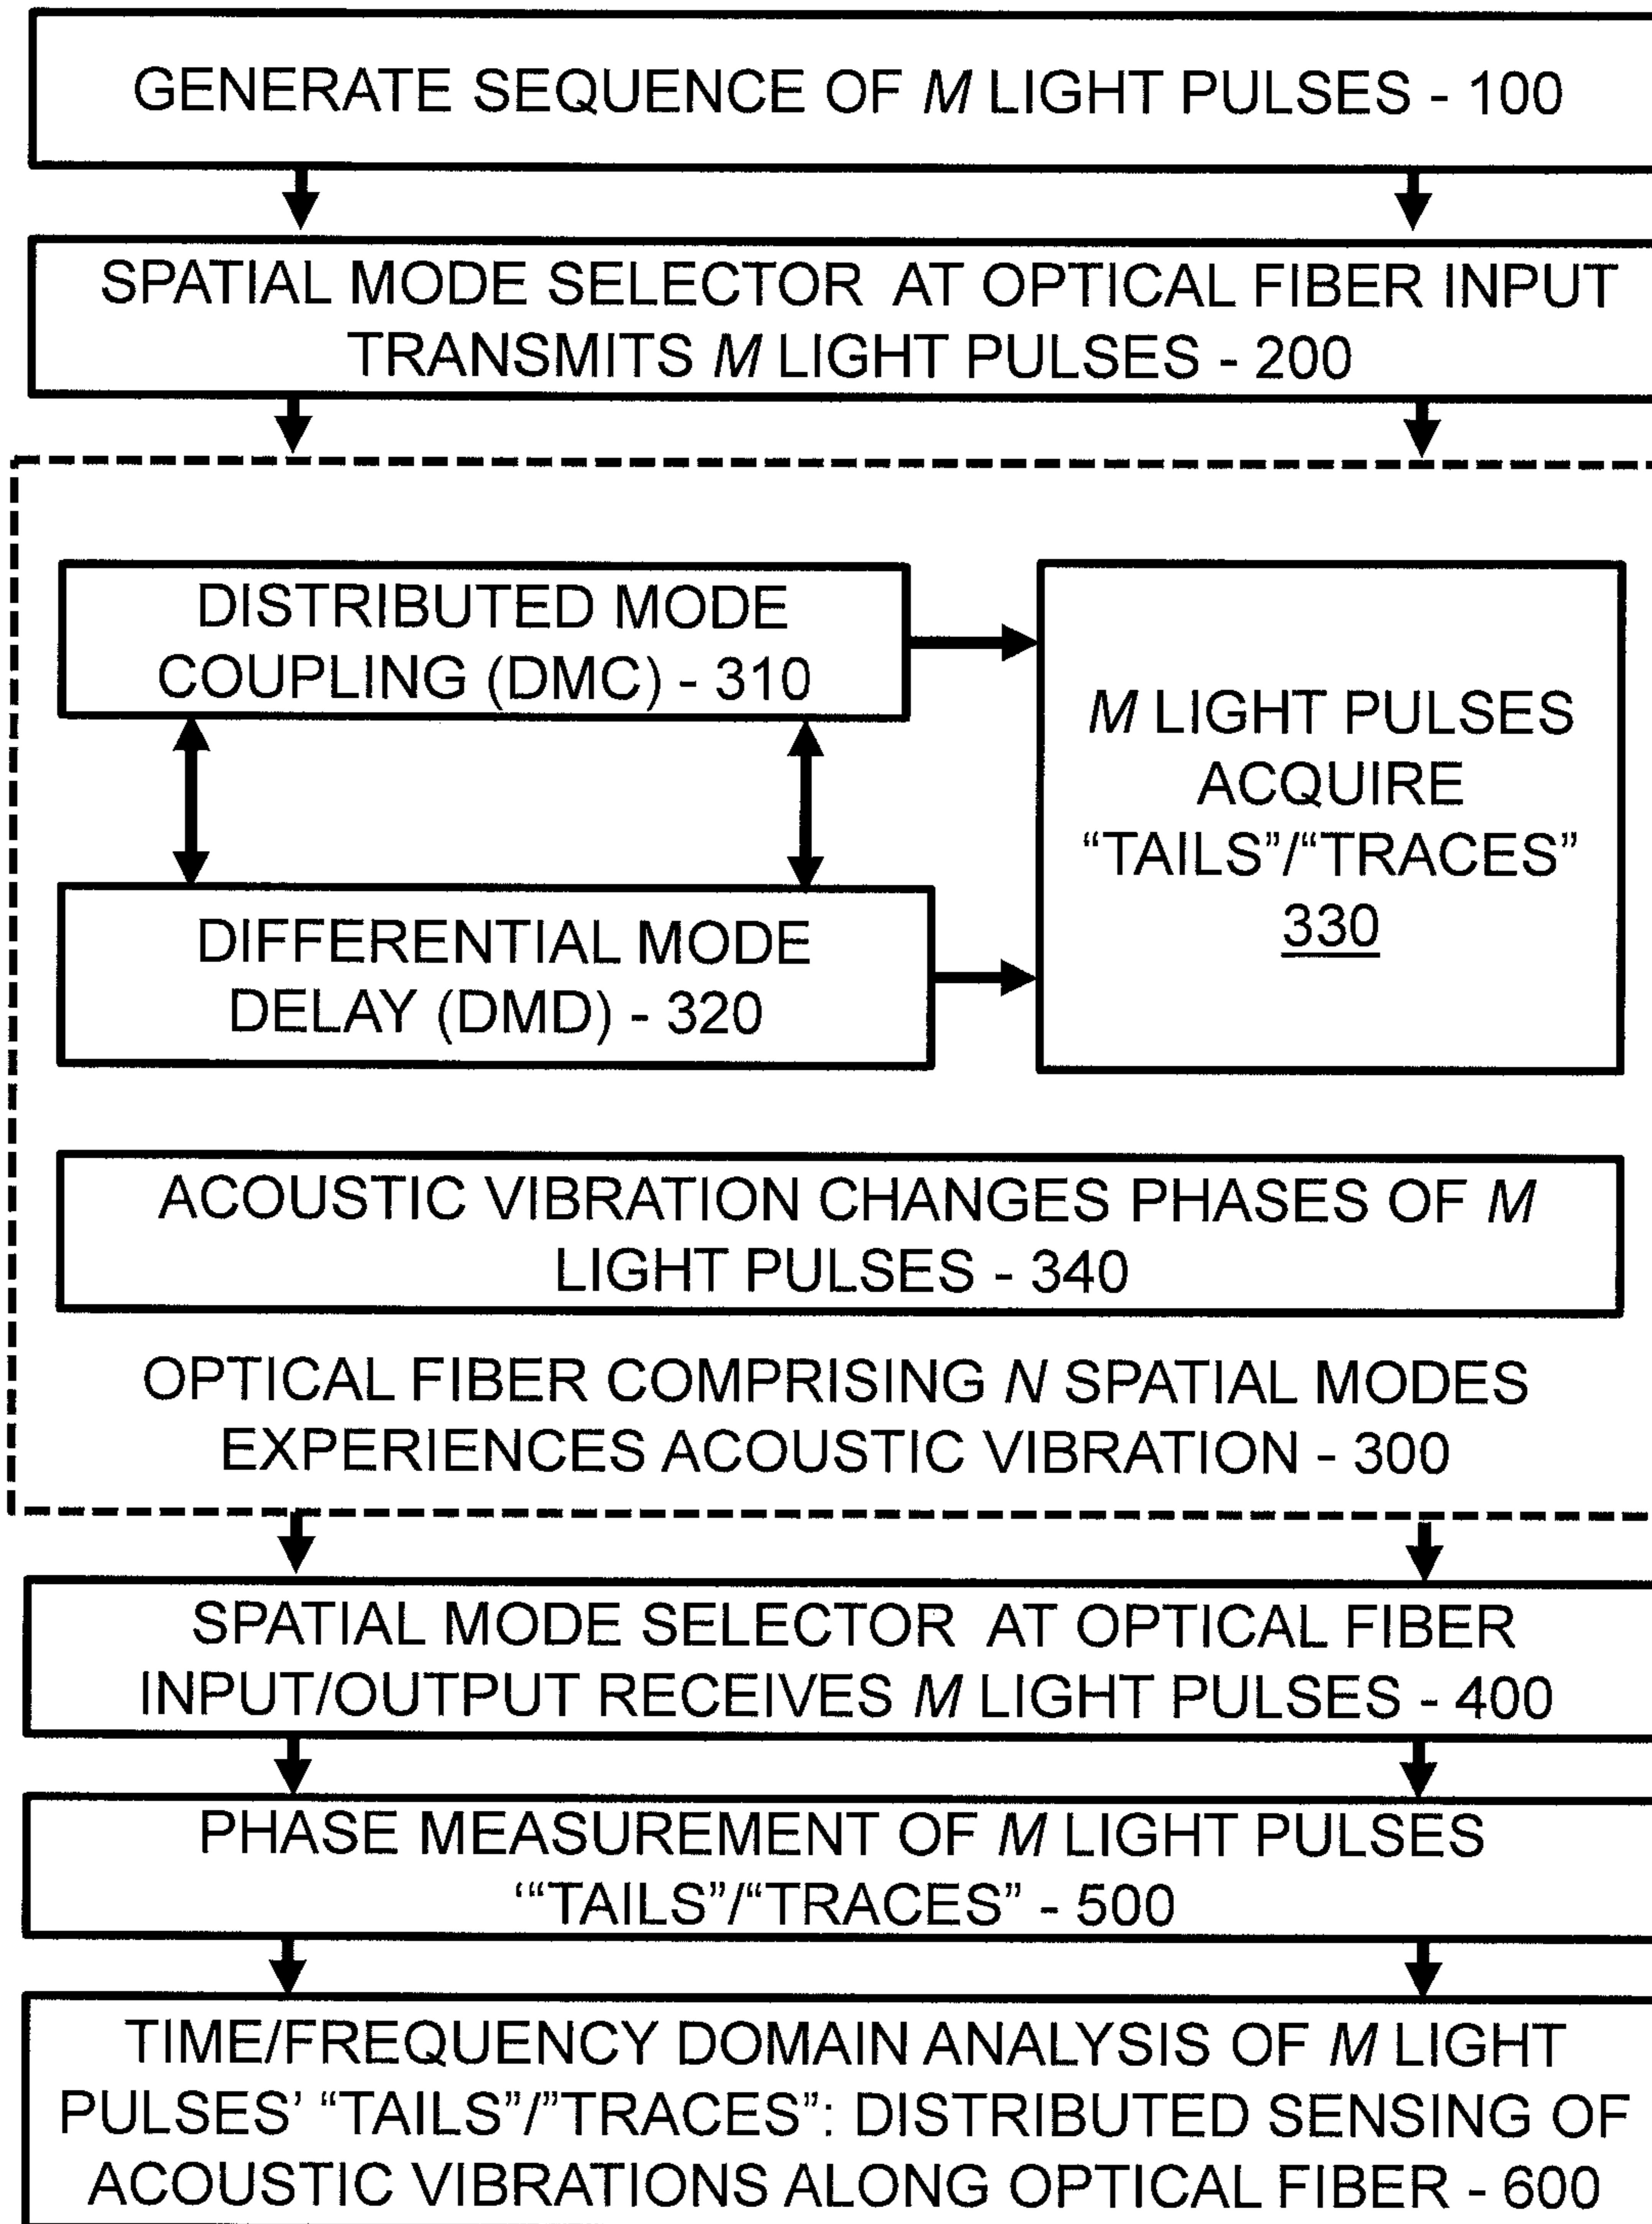 GENERATE SEQUENCE OF M LIGHT PULSES - 100
SPATIAL MODE SELECTOR AT OPTICAL FIBER INPUT
TRANSMITS M LIGHT PULSES - 200
DISTRIBUTED MODE
COUPLING (DMC) - 310
DIFFERENTIAL MODE
DELAY (DMD) - 320
M LIGHT PULSES
ACQUIRE
“TAILS”/“TRACES”
330
ACOUSTIC VIBRATION CHANGES PHASES OF M
LIGHT PULSES - 340
OPTICAL FIBER COMPRISING N SPATIAL MODES
EXPERIENCES ACOUSTIC VIBRATION - 300
SPATIAL MODE SELECTOR AT OPTICAL FIBER
INPUT/OUTPUT RECEIVES M LIGHT PULSES - 400
PHASE MEASUREMENT OF M LIGHT PULSES
‘“TAILS”/“TRACES” - 500
TIME/FREQUENCY DOMAIN ANALYSIS OF M LIGHT
PULSES’ “TAILS”/”TRACES”: DISTRIBUTED SENSING OF
ACOUSTIC VIBRATIONS ALONG OPTICAL FIBER - 600